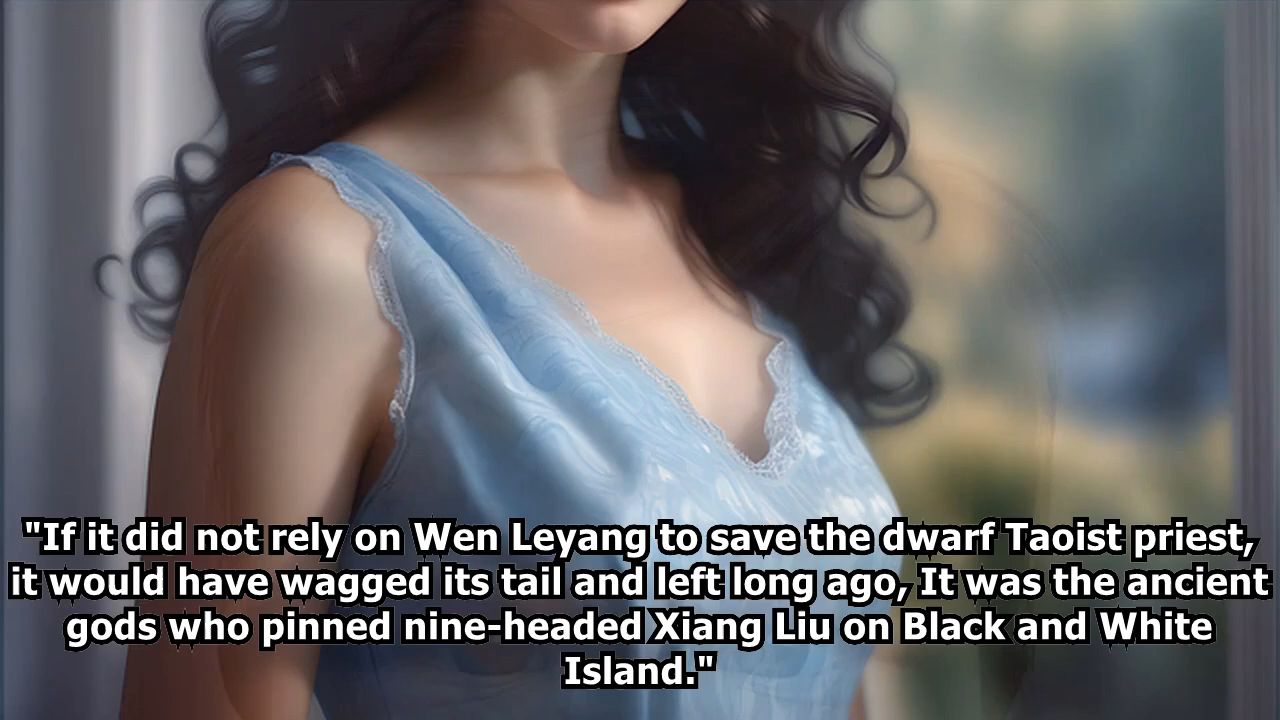 "If it did not rely on Wen Leyang to save the dwarf Taoist priest,
it would have wagged its tail and left long ago, It was the ancient
gods who pinned nine-headed Xiang Liu on Black and White
Island."